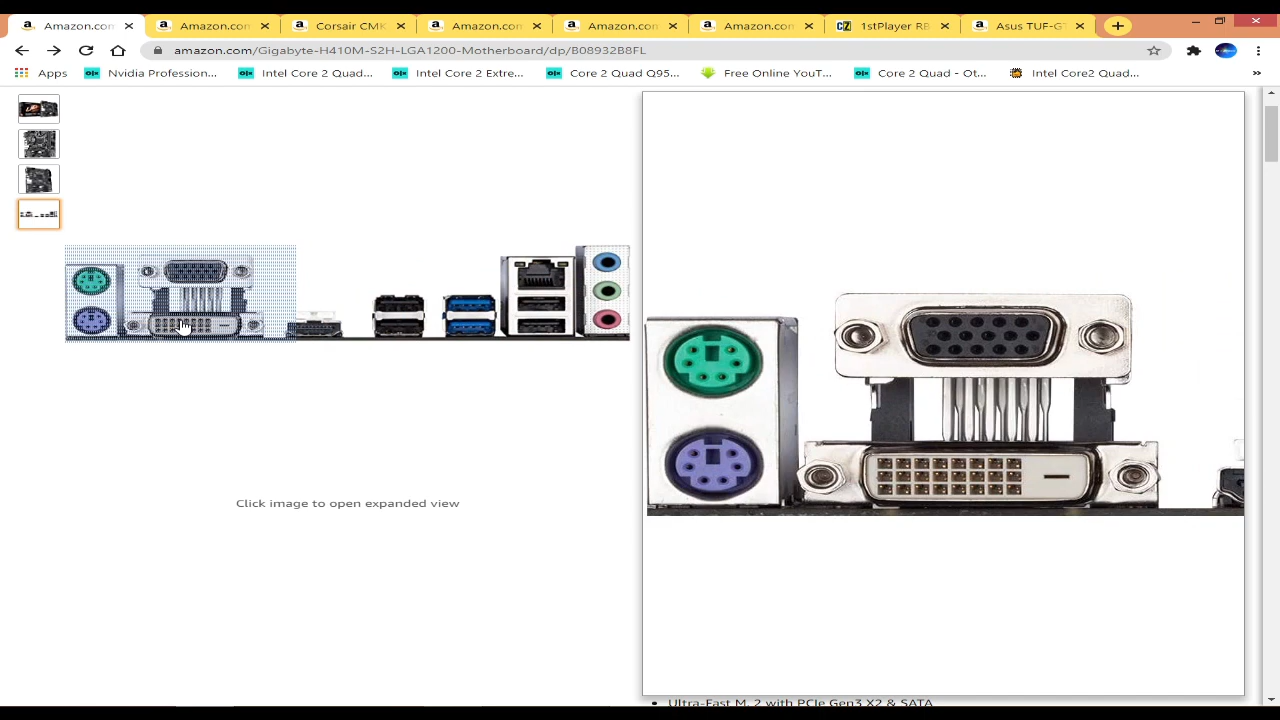 Amazon.com
Amazon.com
Corsair CMK
Amazon.com
Amazon.com
Amazon.com
1stPlayer RB
Asus TUF-GT
amazon.com/Gigabyte-H410M-S2H-LGA1200-Motherboard/dp/B08932B8FL
Apps
Nvidia Profession...
Intel Core 2 Quad...
Intel Core 2 Extre...
Core 2 Quad Q95...
Free Online YouT...
Core 2 Quad - Ot...
Intel Core2 Quad...
Click image to open expanded view
Ultra-Fast M. 2 with PCIe Gen3 X2 & SATA